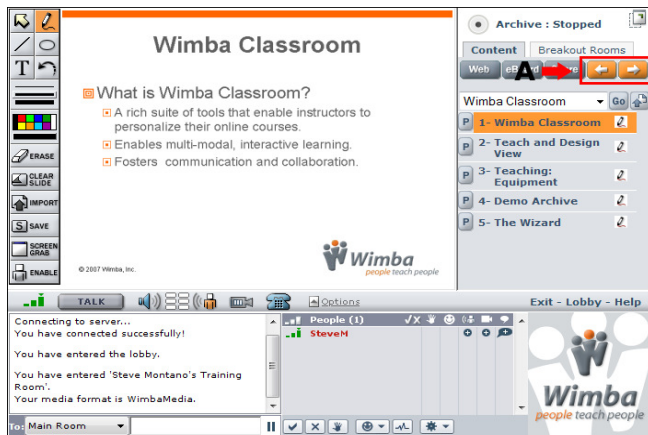 Wimba Classroom
What is Wimba Classroom?
A rich suite of tools that enable instructors to
personalize their online courses.
Enables multi-modal, interactive learning.
Fosters communication and collaboration.
© 2007 Wimba, Inc.
Wimba
people teach people
T
ERASE
CLEAR
SLIDE
IMPORT
S SAVE
SCREEN
GRAB
ENABLE
Archive : Stopped
Content Breakout Rooms
Web
A
Wimba Classroom Go
P 1- Wimba Classroom
P 2- Teach and Design
View
P 3- Teaching:
Equipment
P 4- Demo Archive
P 5- The Wizard
TALK Options Exit - Lobby - Help
Connecting to server...
You have connected successfully!
You have entered the lobby.
You have entered 'Steve Montano's Training
Room'.
Your media format is WimbaMedia.
To: Main Room
People (1)
SteveM
Wimba
people teach people